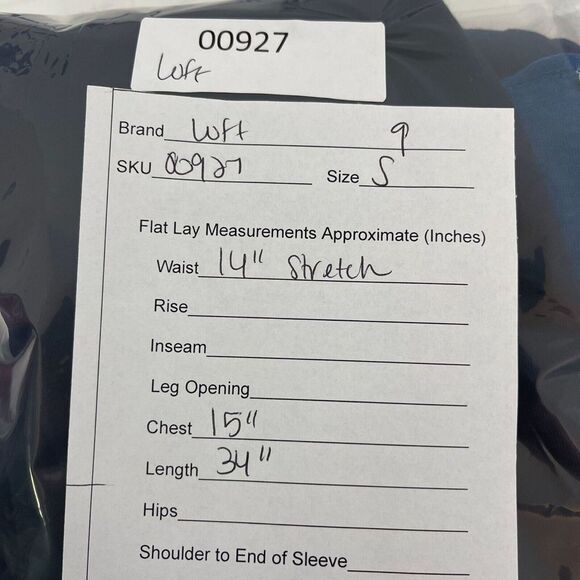 00927
Loft
Brand Loft 9
SKU 00927 Size S
Flat Lay Measurements Approximate (Inches)
Waist 14" Stretch
Rise
Inseam
Leg Opening
Chest 15"
Length 34"
Hips
Shoulder to End of Sleeve